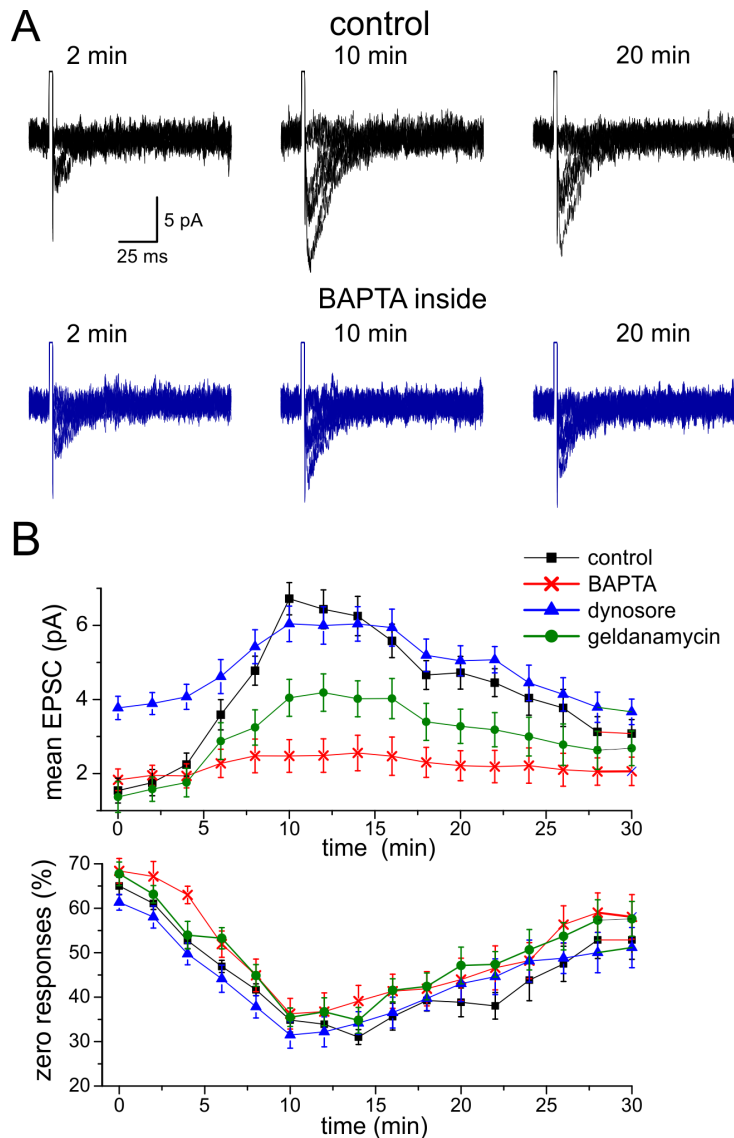 A
control
2 min 10 min 20 min
5 pA
25 ms
BAPTA inside
2 min 10 min 20 min
B
control
BAPTA
dynosore
geldanamycin
mean EPSC (pA)
6
4
2
0 5 10 15 20 25 30
time (min)
zero responses (%)
70
60
50
40
30
20
0 5 10 15 20 25 30
time (min)